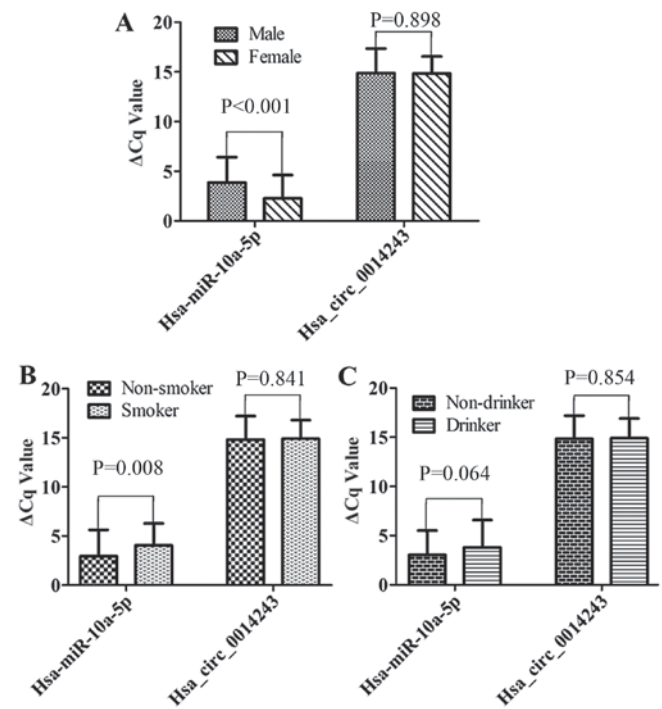 A
Male
Female
P<0.001
P=0.898
ΔCq Value
20
15
10
5
0
Hsa-miR-10a-5p
Hsa_circ_0014243
B
Non-smoker
Smoker
P=0.008
P=0.841
ΔCq Value
20
15
10
5
0
Hsa-miR-10a-5p
Hsa_circ_0014243
C
Non-drinker
Drinker
P=0.064
P=0.854
ΔCq Value
20
15
10
5
0
Hsa-miR-10a-5p
Hsa_circ_0014243